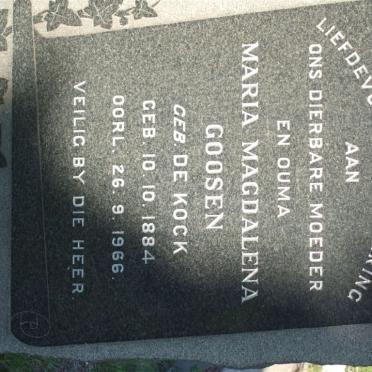 AAN
ONS DIERBARE MOEDER
EN OUMA
MARIA MAGDALENA
GOOSEN
GEB. DE KOCK
GEB. 10. 10. 1884.
OORL. 26. 9. 1966.
VEILIG BY DIE HEER.